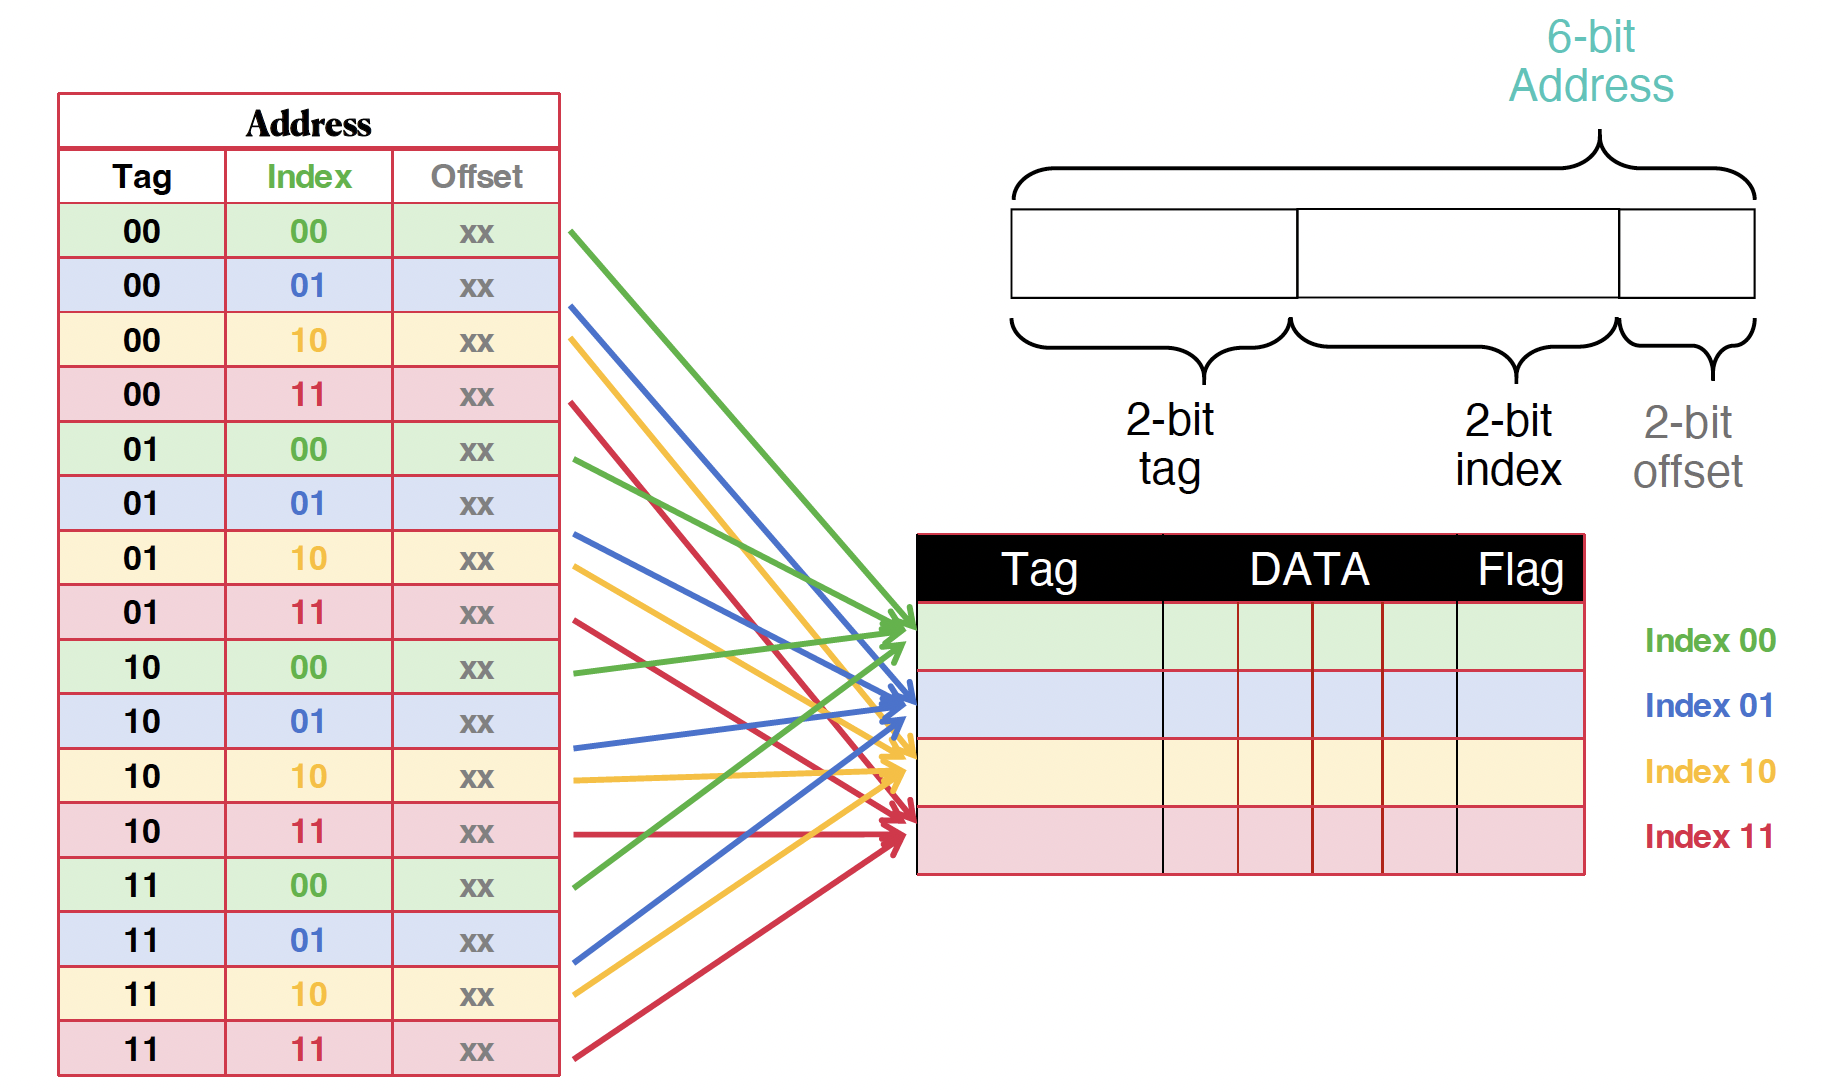 6-bit
Address
Address
Tag Index Offset
00 00 xx
00 01 xx
00 10 xx
00 11 xx
01 00 xx
01 01 xx
01 10 xx
01 11 xx
10 00 xx
10 01 xx
10 10 xx
10 11 xx
11 00 xx
11 01 xx
11 10 xx
11 11 xx
2-bit
tag
2-bit
index
2-bit
offset
Tag DATA Flag
Index 00
Index 01
Index 10
Index 11